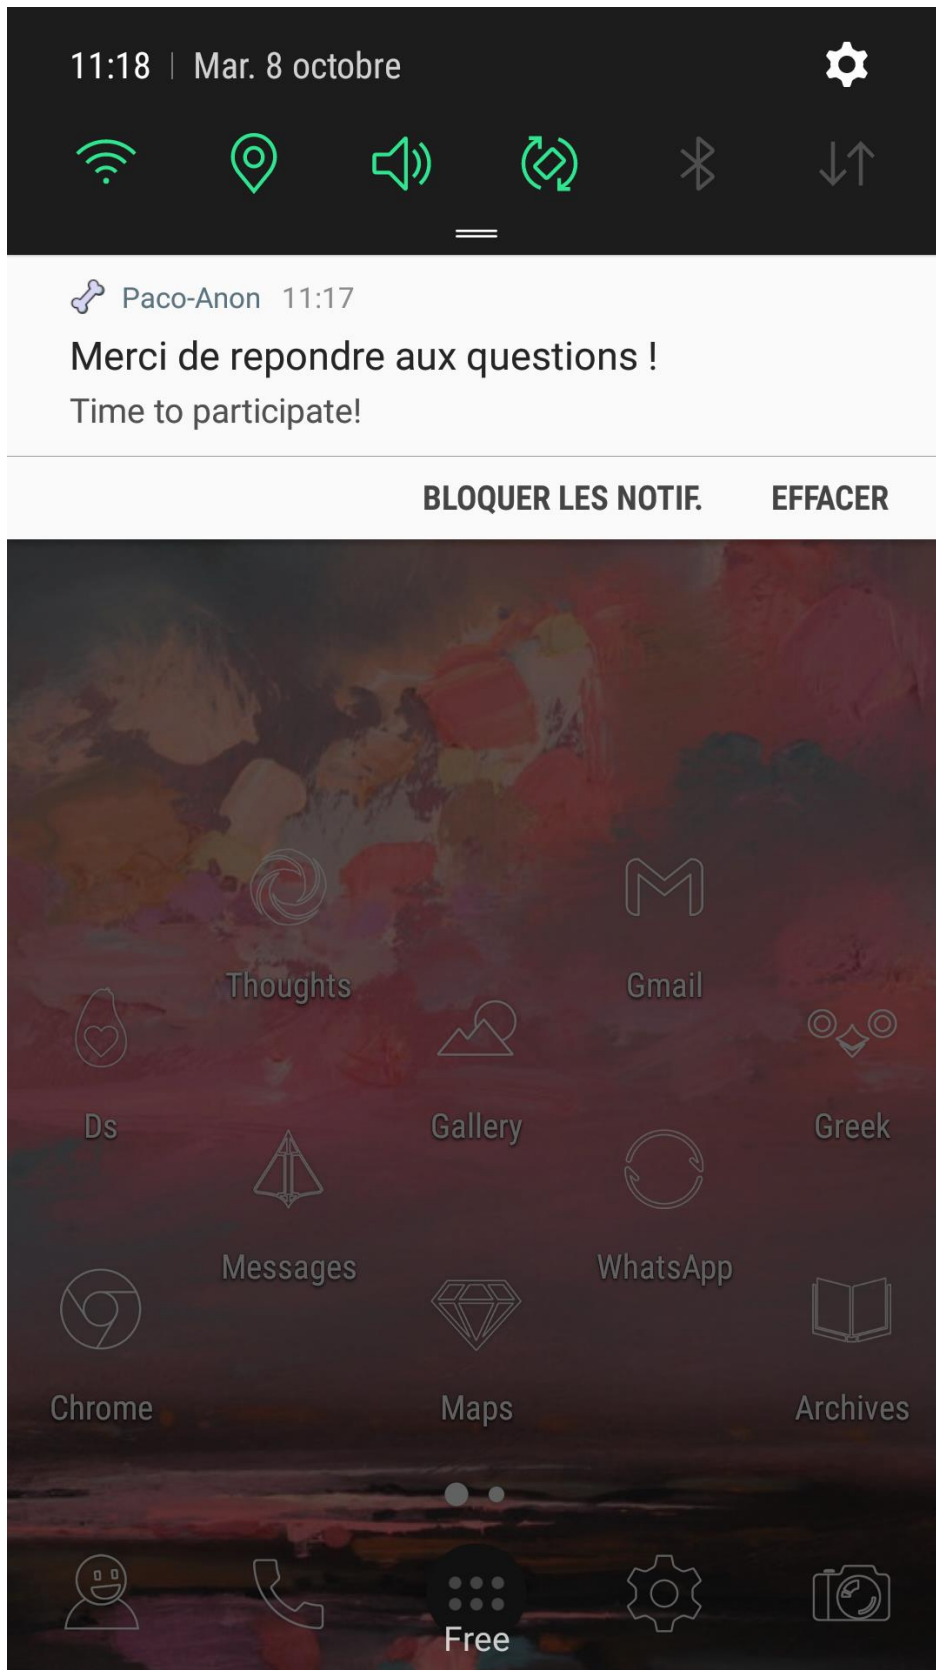 11:18 | Mar. 8 octobre
Paco-Anon 11:17
Merci de repondre aux questions !
Time to participate!
BLOQUER LES NOTIF. EFFACER
Thoughts Gmail
Ds Gallery Greek
Messages WhatsApp
Chrome Maps Archives
Free